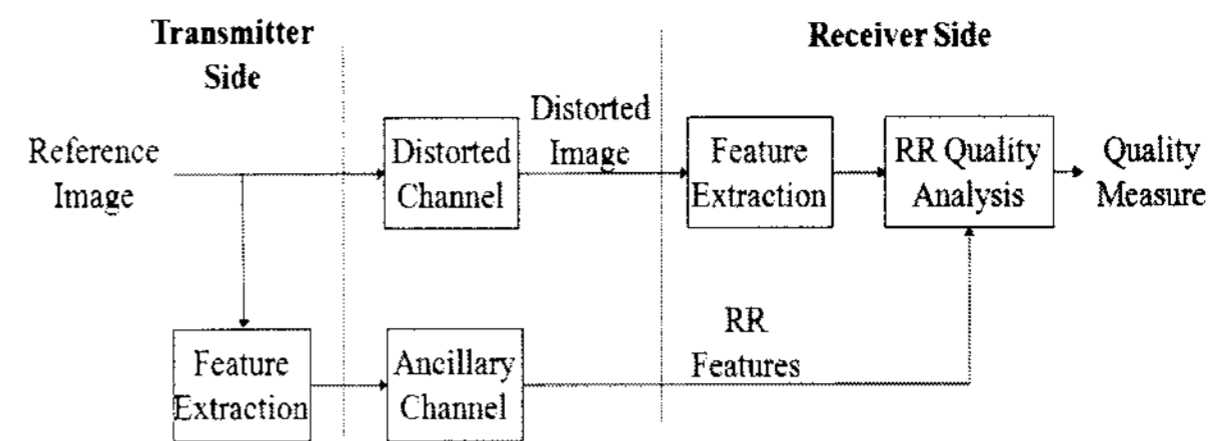 Transmitter
Side
Receiver Side
Reference
Image
Distorted
Channel
Distorted
Image
Feature
Extraction
RR Quality
Analysis
Quality
Measure
Feature
Extraction
Ancillary
Channel
RR
Features